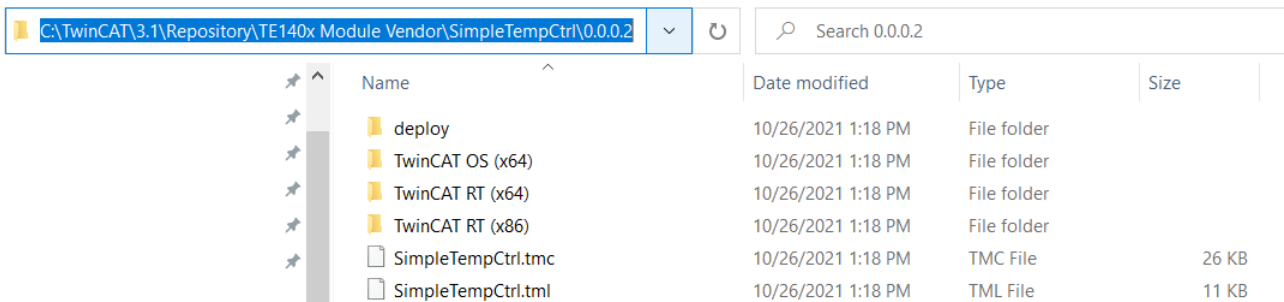 C:\TwinCAT\3.1\Repository\TE140x Module Vendor\SimpleTempCtrl\0.0.0.2 Search 0.0.0.2
Name Date modified Type Size
deploy 10/26/2021 1:18 PM File folder
TwinCAT OS (x64) 10/26/2021 1:18 PM File folder
TwinCAT RT (x64) 10/26/2021 1:18 PM File folder
TwinCAT RT (x86) 10/26/2021 1:18 PM File folder
SimpleTempCtrl.tmc 10/26/2021 1:18 PM TMC File 26 KB
SimpleTempCtrl.tml 10/26/2021 1:18 PM TML File 11 KB